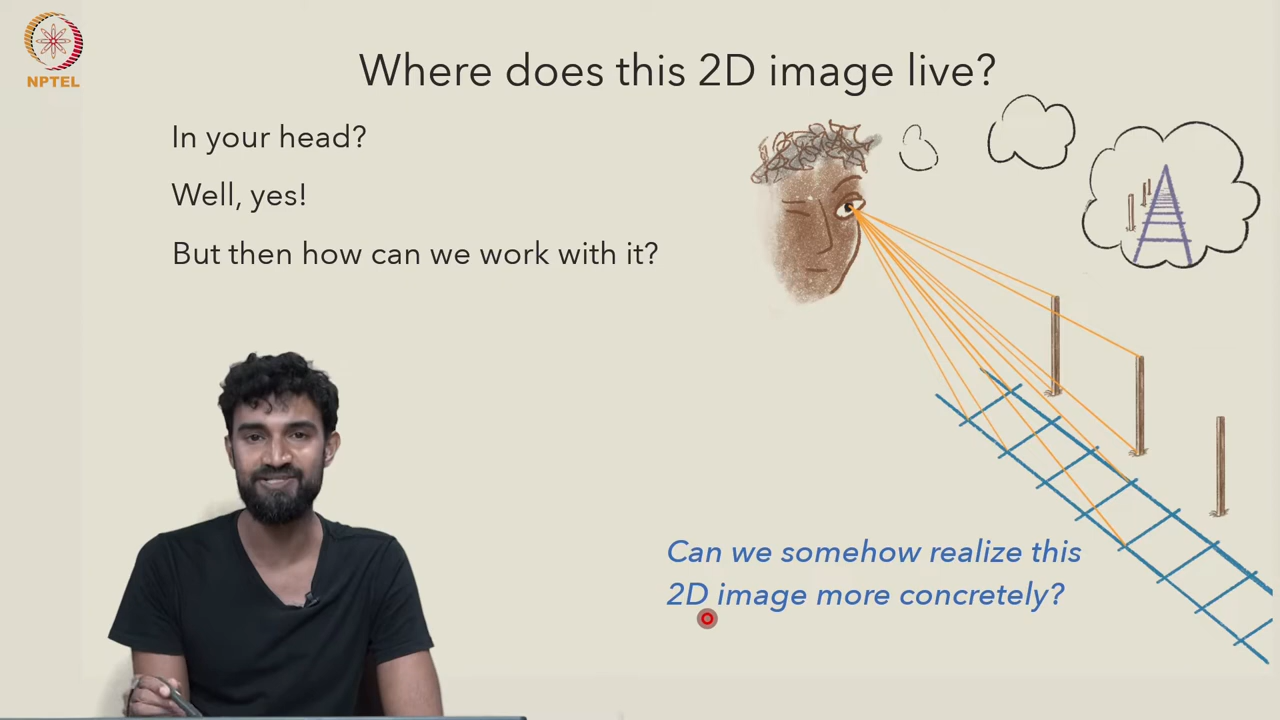 NPTEL
Where does this 2D image live?
In your head?
Well, yes!
But then how can we work with it?
Can we somehow realize this
2D image more concretely?